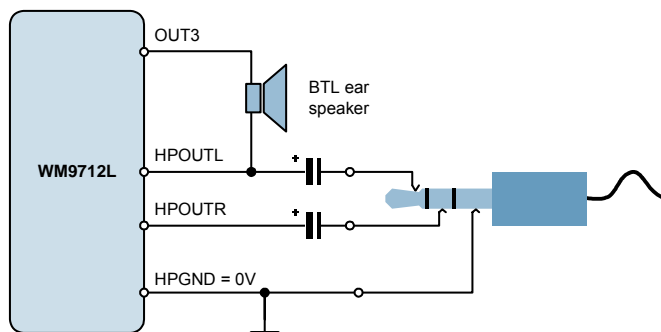 OUT3
BTL ear
speaker
HPOUTL
WM9712L
+
HPOUTR
+
HPGND = 0V